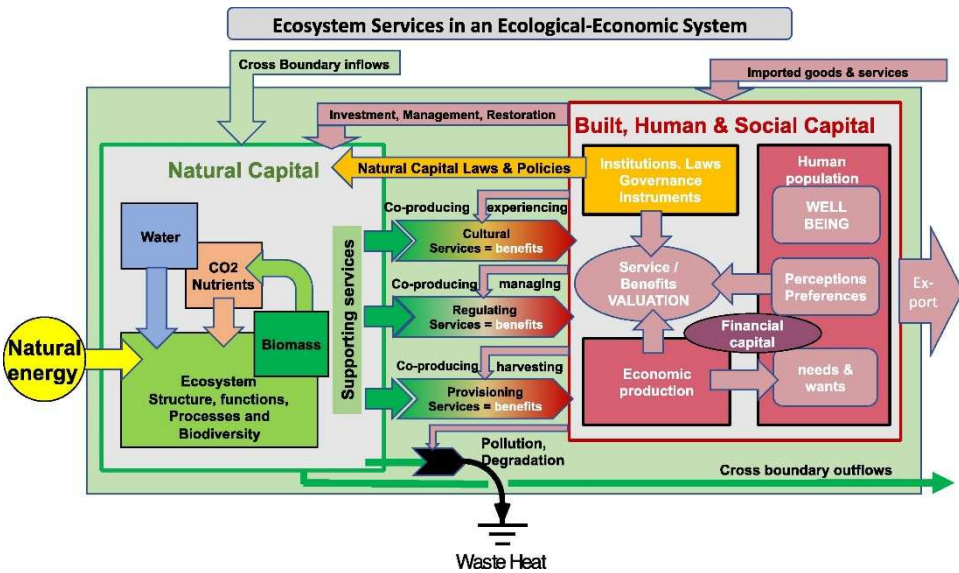 Ecosystem Services in an Ecological-Economic System
Cross Boundary inflows
Imported goods & services
Investment, Management, Restoration
Built, Human & Social Capital
Natural Capital
Natural Capital Laws & Policies
Institutions. Laws
Governance
Instruments
Human
population
WELL
BEING
Co-producing experiencing
Cultural
Services = benefits
Water
CO2
Nutrients
Supporting services
Service /
Benefits
VALUATION
Perceptions
Preferences
Ex-
port
Co-producing managing
Regulating
Services = benefits
Natural
energy
Biomass
Financial
capital
Co-producing harvesting
Provisioning
Services = benefits
Economic
production
needs &
wants
Ecosystem
Structure, functions,
Processes and
Biodiversity
Pollution,
Degradation
Cross boundary outflows
Waste Heat